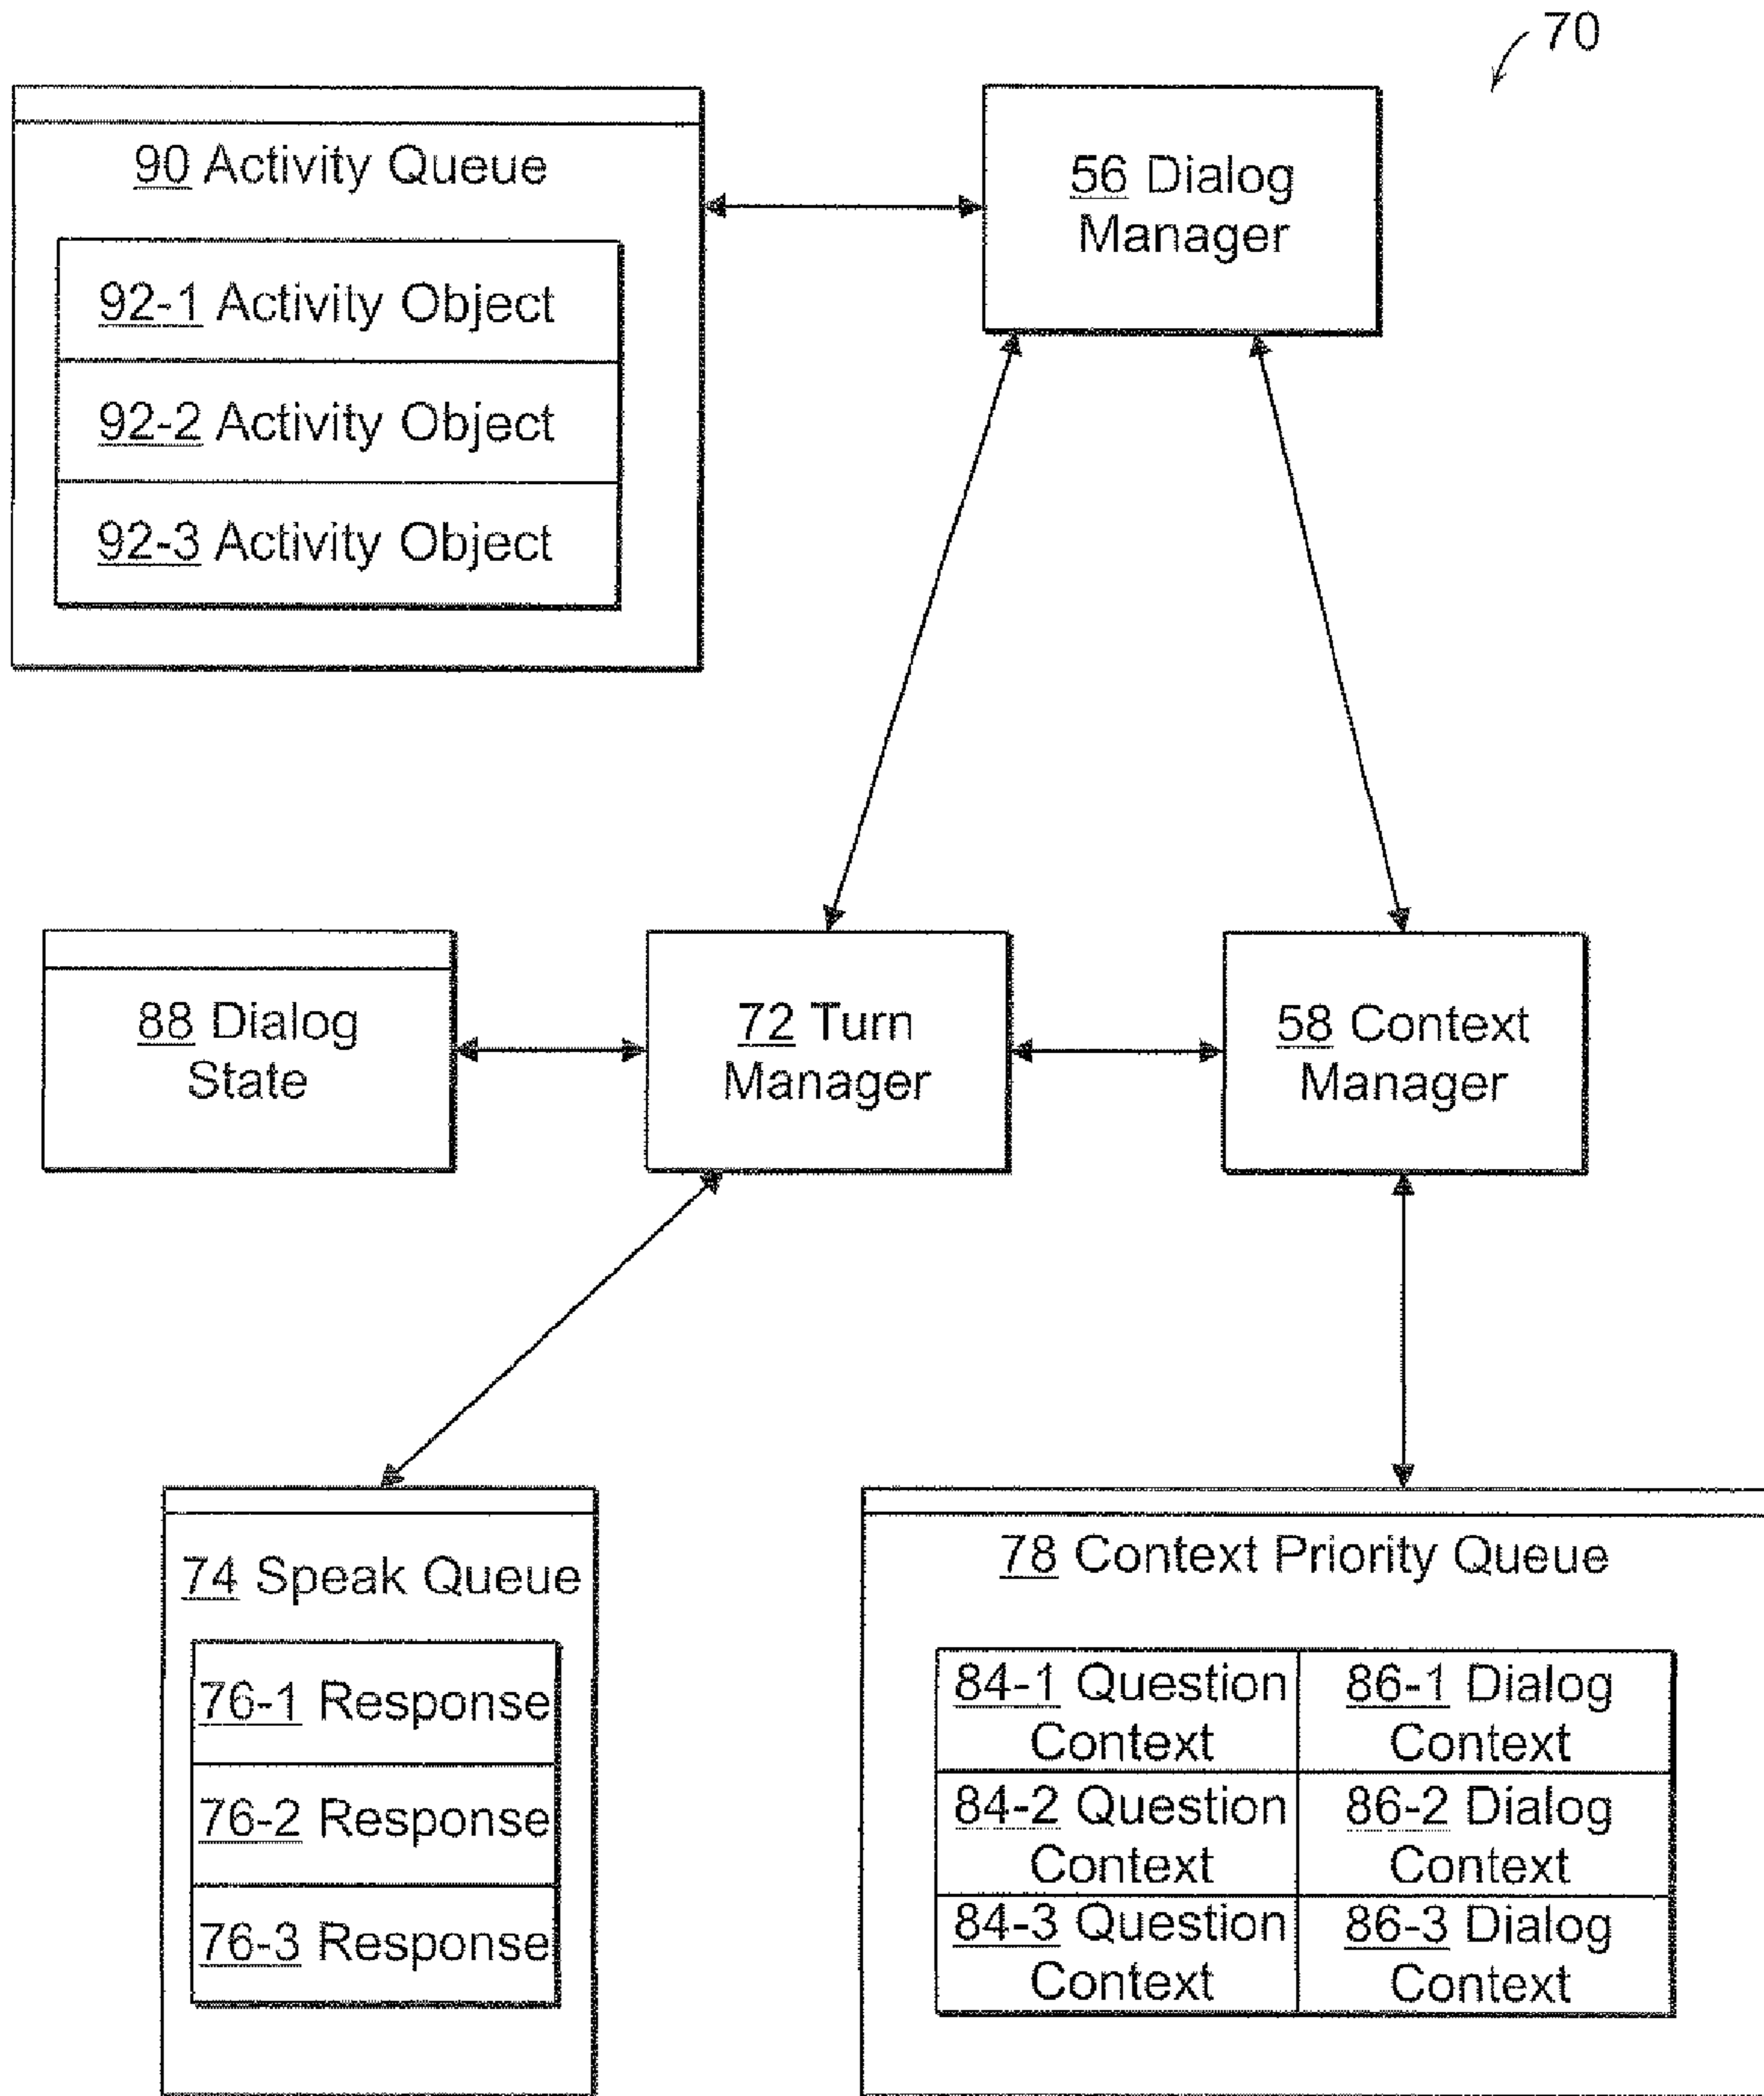 70
90 Activity Queue
92-1 Activity Object
92-2 Activity Object
92-3 Activity Object
56 Dialog
Manager
88 Dialog
State
72 Turn
Manager
58 Context
Manager
74 Speak Queue
76-1 Response
76-2 Response
76-3 Response
78 Context Priority Queue
84-1 Question
Context
86-1 Dialog
Context
84-2 Question
Context
86-2 Dialog
Context
84-3 Question
Context
86-3 Dialog
Context